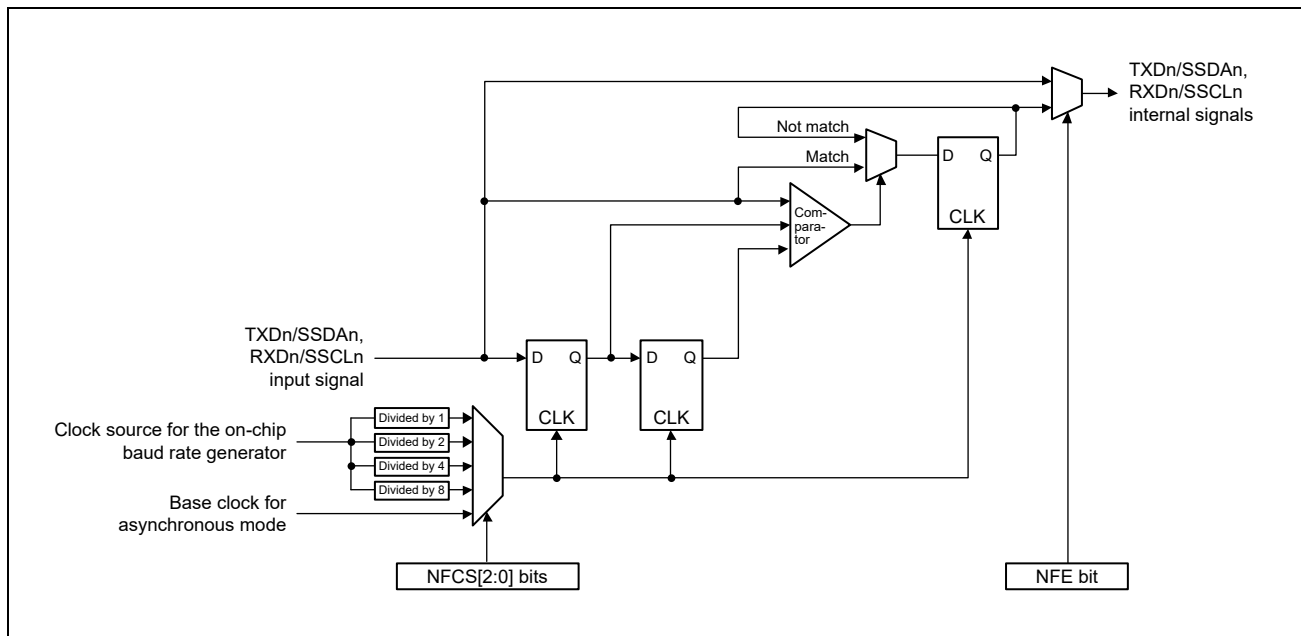 TXDn/SSDAn,
RXDn/SSCLn
internal signals
Not match
Match
D Q
CLK
Com-
para-
tor
TXDn/SSDAn,
RXDn/SSCLn
input signal
D Q
CLK
D Q
CLK
Divided by 1
Divided by 2
Divided by 4
Divided by 8
Clock source for the on-chip
baud rate generator
Base clock for
asynchronous mode
NFCS[2:0] bits
NFE bit